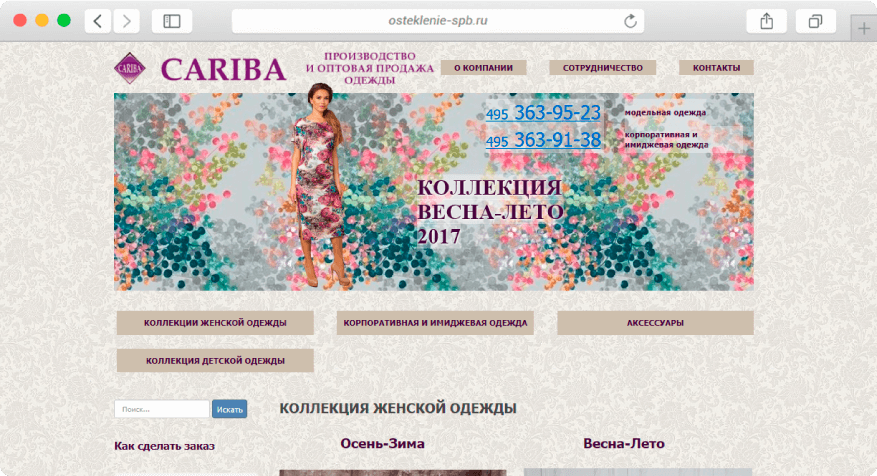 osteklenie-spb.ru
CARIBA
CARIBA
ПРОИЗВОДСТВО
И ОПТОВАЯ ПРОДАЖА
ОДЕЖДЫ
О КОМПАНИИ
СОТРУДНИЧЕСТВО
КОНТАКТЫ
495 363-95-23
модельная одежда
495 363-91-38
корпоративная и
имиджевая одежда
КОЛЛЕКЦИЯ
ВЕСНА-ЛЕТО
2017
КОЛЛЕКЦИИ ЖЕНСКОЙ ОДЕЖДЫ
КОРПОРАТИВНАЯ И ИМИДЖЕВАЯ ОДЕЖДА
АКСЕССУАРЫ
КОЛЛЕКЦИЯ ДЕТСКОЙ ОДЕЖДЫ
Поиск...
Искать
КОЛЛЕКЦИЯ ЖЕНСКОЙ ОДЕЖДЫ
Как сделать заказ
Осень-Зима
Весна-Лето